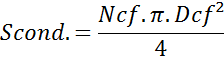 Scond. = Ncf. π. Dcf² / 4